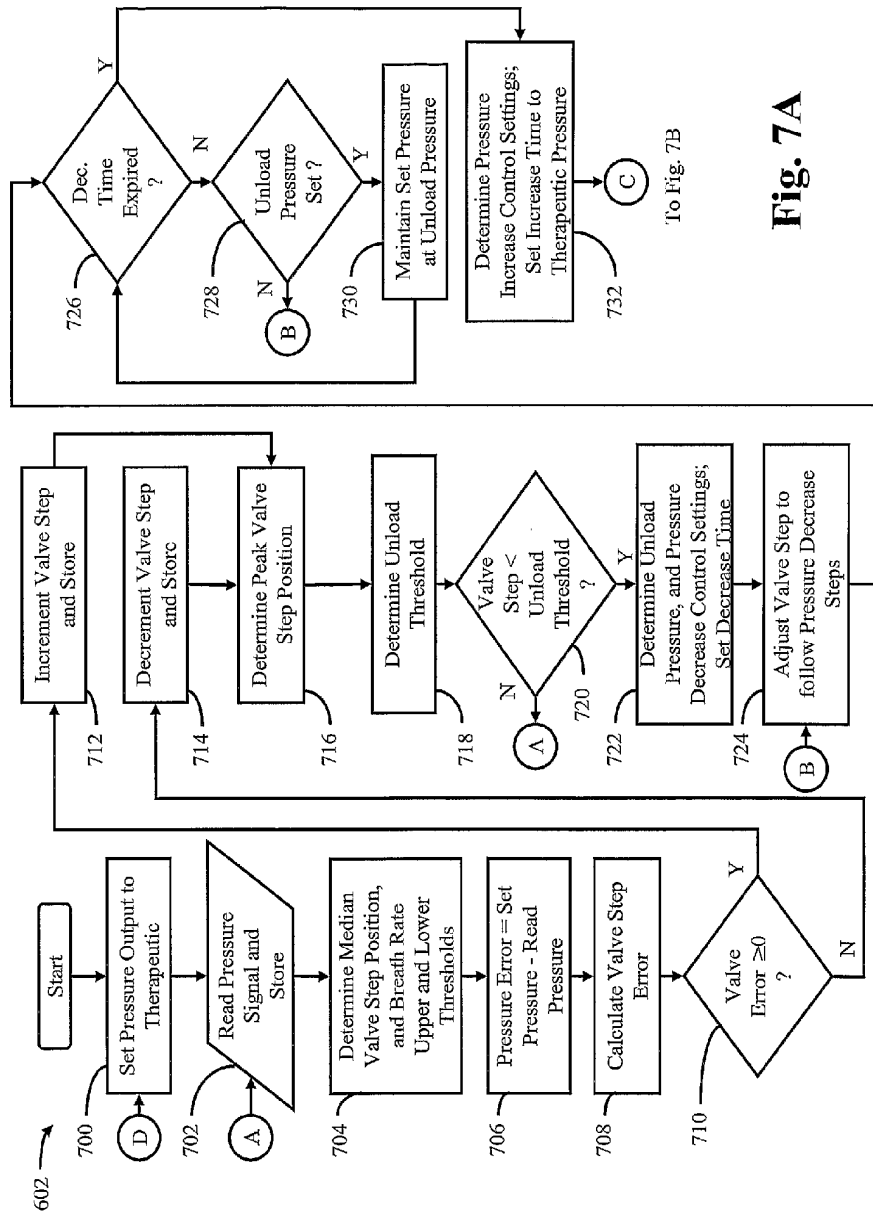 602
Start
700
Set Pressure Output to
Therapeutic
D
702
Read Pressure
Signal and
Store
A
704
Determine Median
Valve Step Position,
and Breath Rate
Upper and Lower
Thresholds
706
Pressure Error = Set
Pressure - Read
Pressure
708
Calculate Valve Step
Error
710
Valve
Error ≥0
?
Y
N
712
Increment Valve Step
and Store
714
Decrement Valve Step
and Storc
716
Determine Peak Valve
Step Position
718
Determine Unload
Threshold
720
Valve
Step <
Unload
Threshold
?
N
A
Y
722
Determine Unload
Pressure, and Pressure
Decrease Control Settings;
Set Decrease Time
724
Adjust Valve Step to
follow Pressure Decrease
Steps
B
726
Dec.
Time
Expired
?
Y
N
728
Unload
Pressure
Set ?
N
B
Y
730
Maintain Set Pressure
at Unload Pressure
Determine Pressure
Increase Control Settings;
Set Increase Time to
Therapeutic Pressure
732
C
To Fig. 7B
Fig. 7A